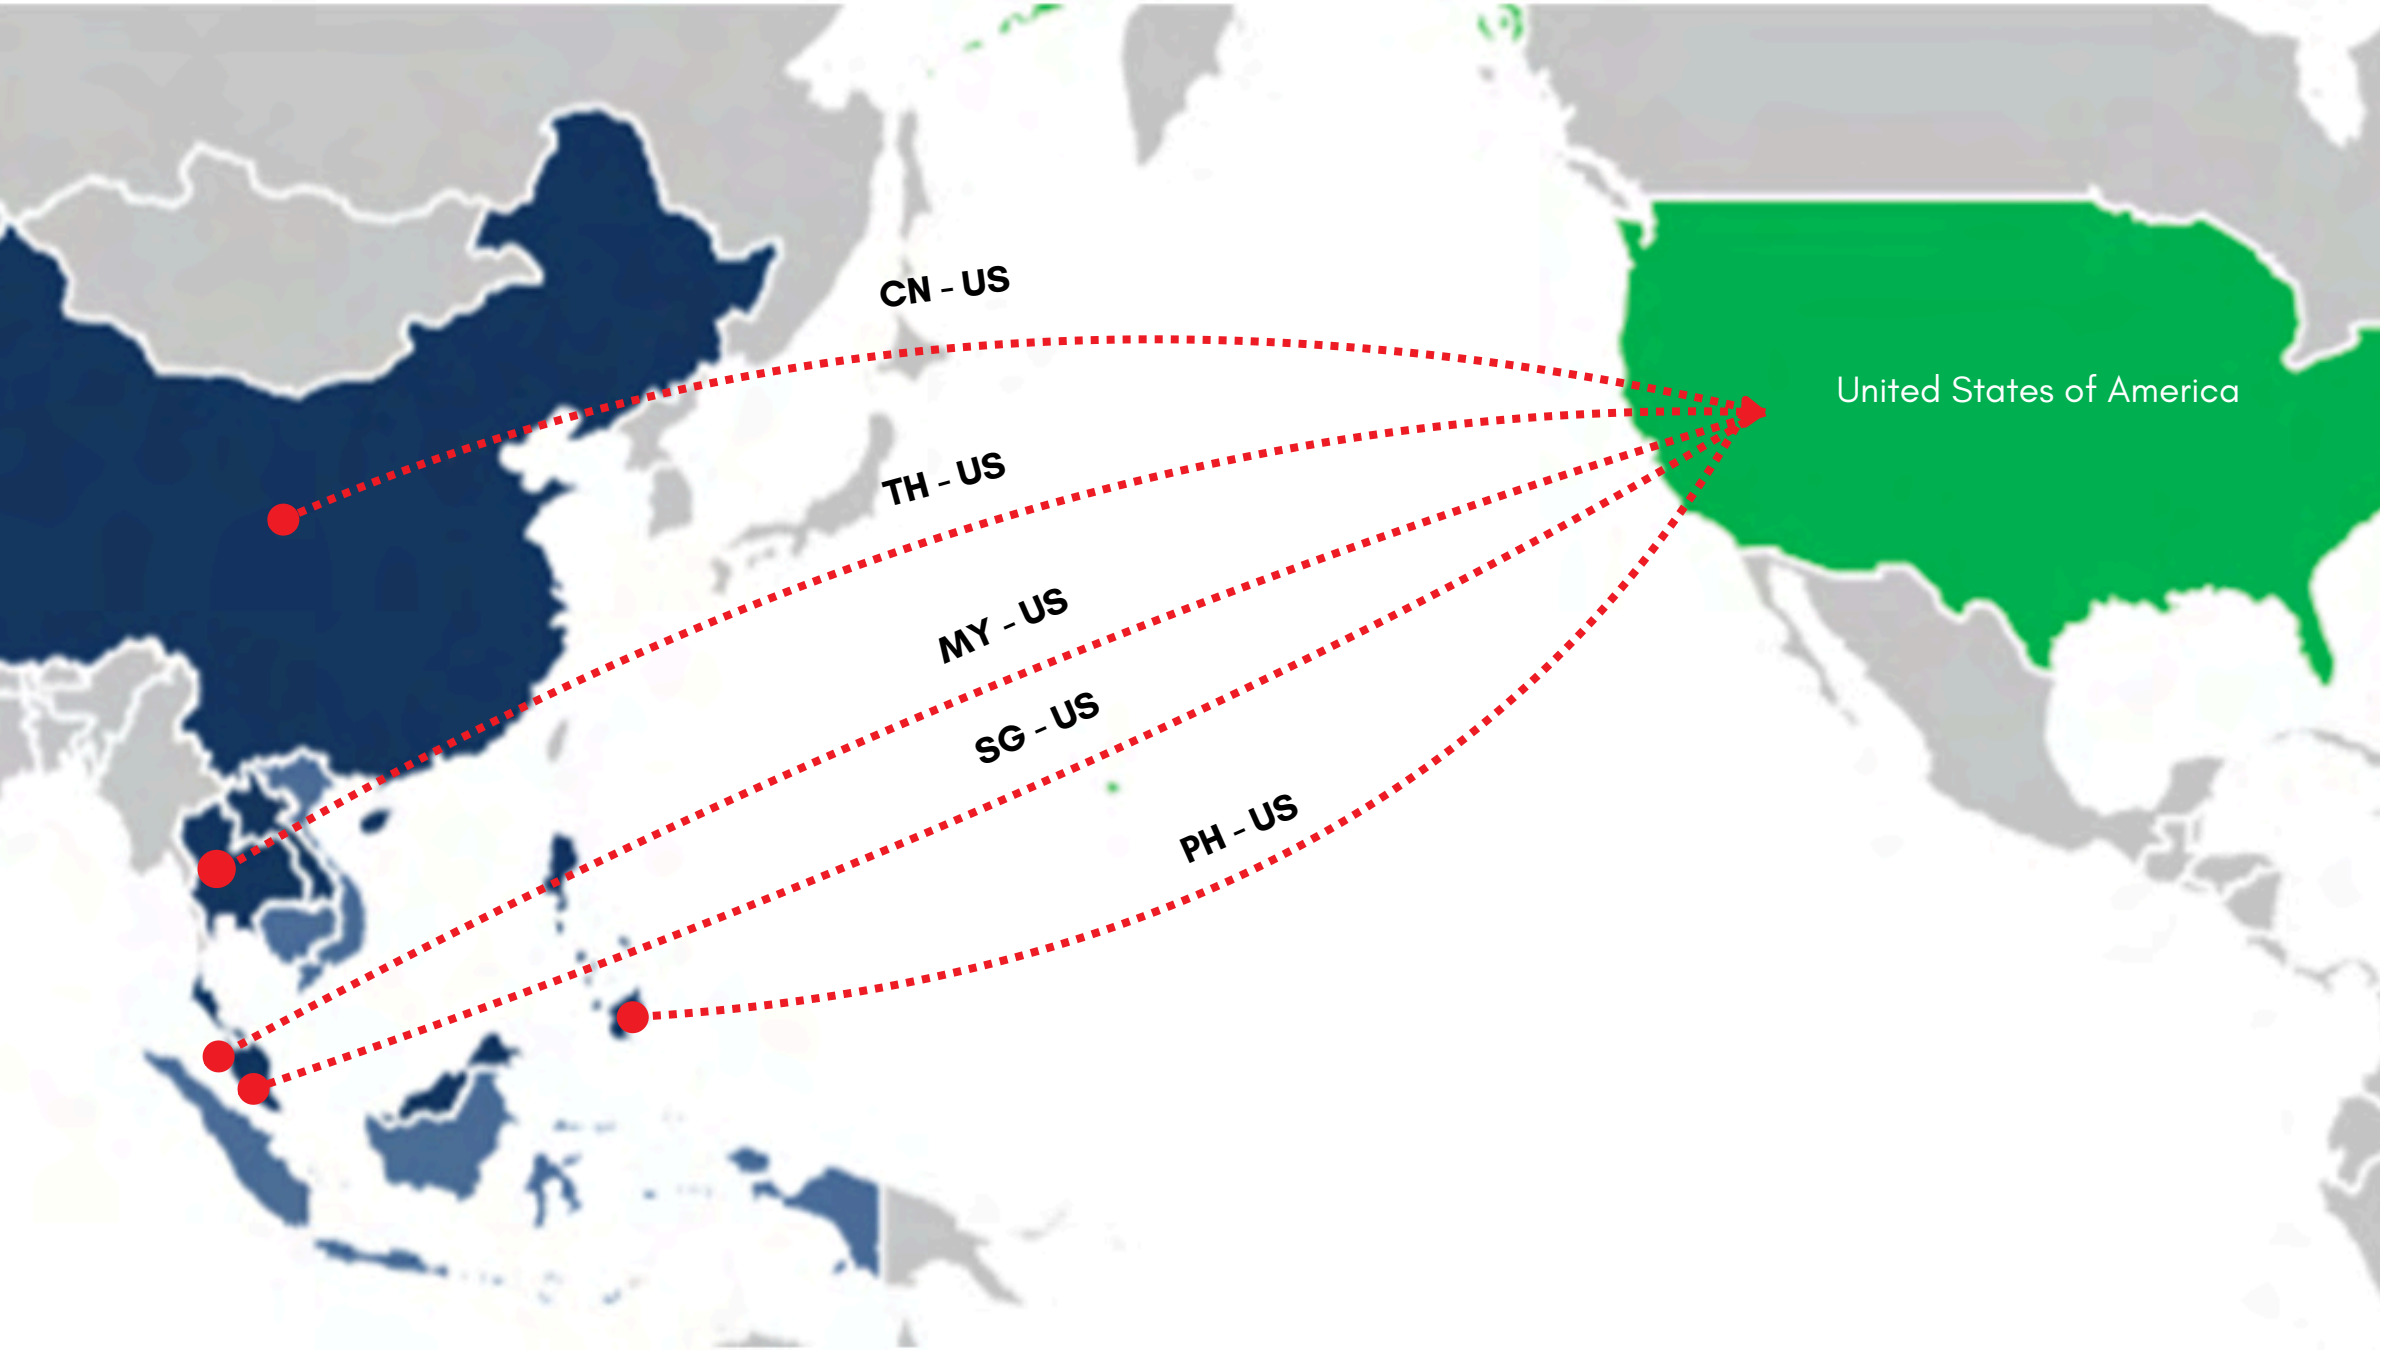 CN - US
United States of America
TH - US
MY - US
SG - US
PH - US